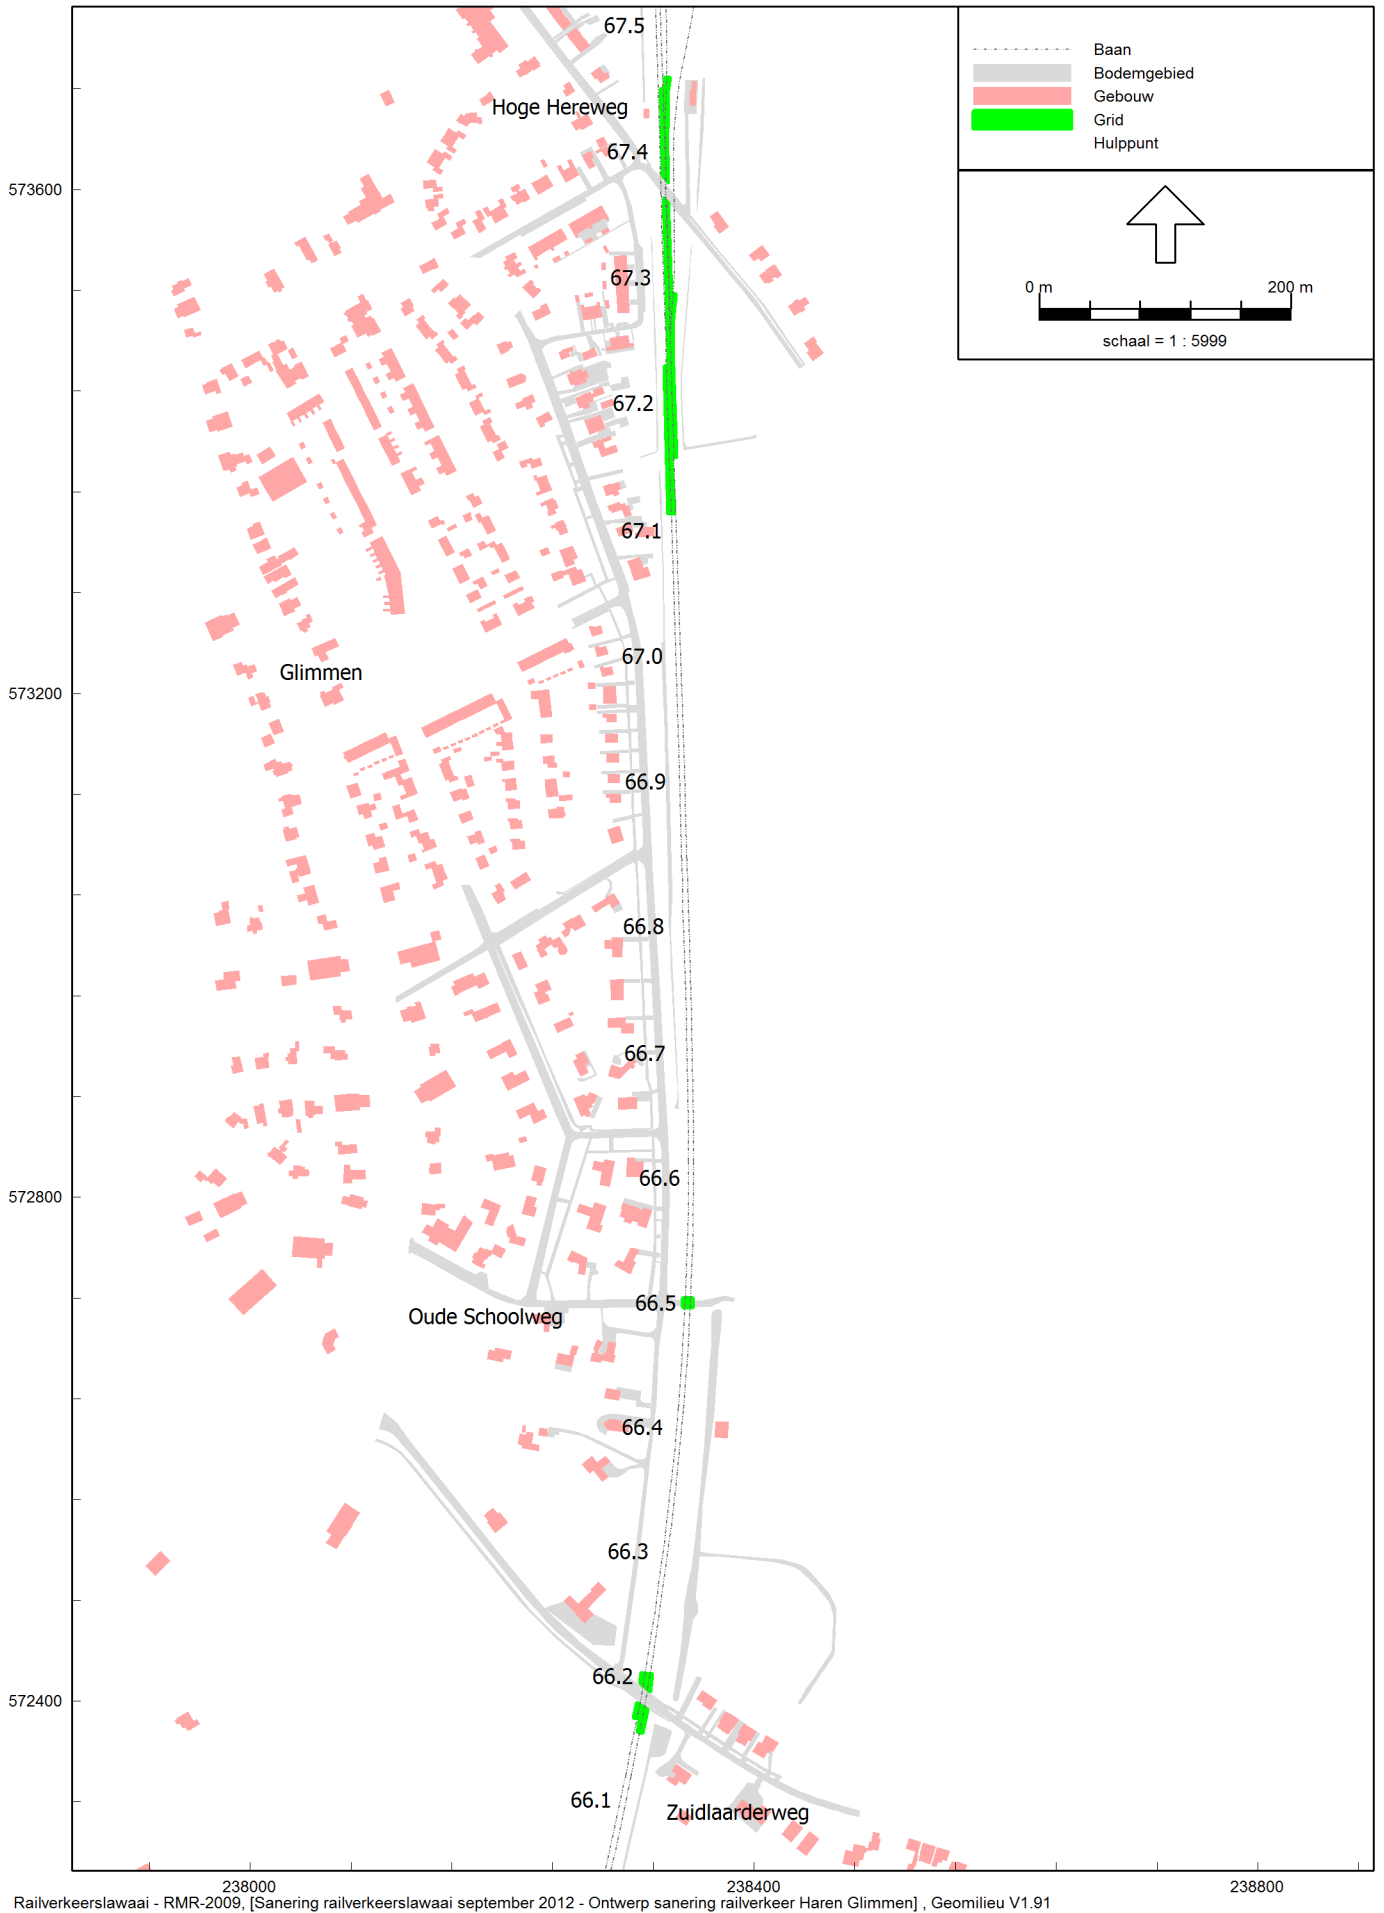 67.5
Baan
Bodemgebied
Gebouw
Grid
Hulppunt
Hoge Hereweg
67.4
573600
67.3
0 m
200 m
schaal = 1 : 5999
67.2
67.1
67.0
Glimmen
573200
66.9
66.8
66.7
66.6
572800
66.5
Oude Schoolweg
66.4
66.3
66.2
572400
66.1
Zuidlaarderweg
238000
238400
238800
Railverkeerslawaai - RMR-2009, [Sanering railverkeerslawaai september 2012 - Ontwerp sanering railverkeer Haren Glimmen] , Geomilieu V1.91